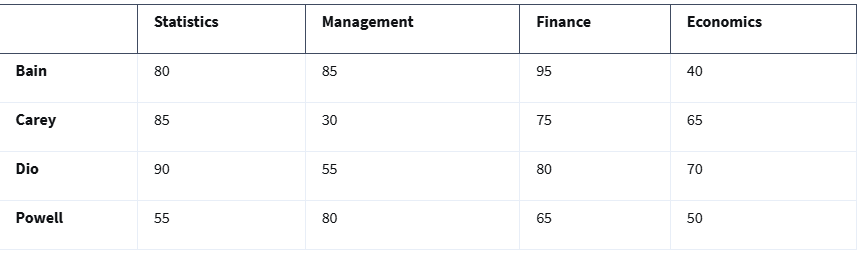 Statistics Management Finance Economics
Bain 80 85 95 40
Carey 85 30 75 65
Dio 90 55 80 70
Powell 55 80 65 50